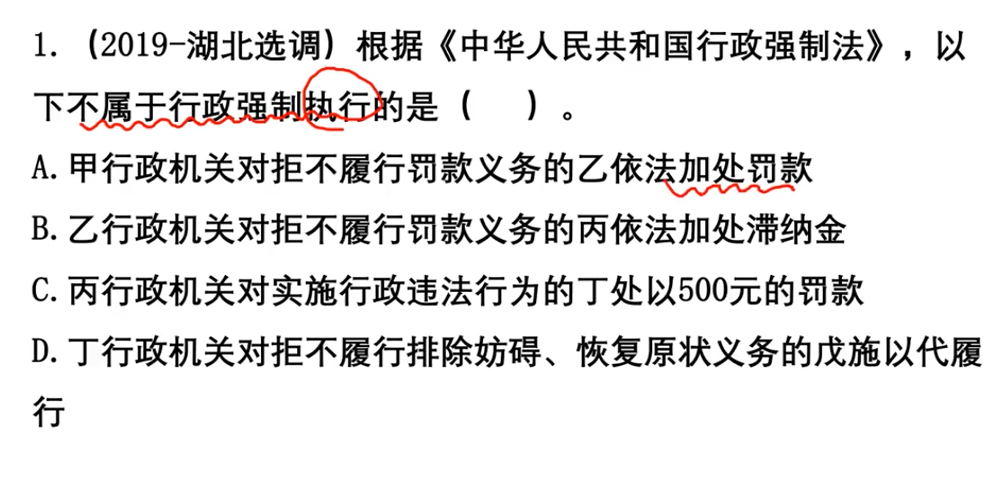 1.（2019-湖北选调）根据《中华人民共和国行政强制法》，以
下不属于行政强制执行的是（ ）。
A.甲行政机关对拒不履行罚款义务的乙依法加处罚款
B.乙行政机关对拒不履行罚款义务的丙依法加处滞纳金
C.丙行政机关对实施行政违法行为的丁处以500元的罚款
D.丁行政机关对拒不履行排除妨碍、恢复原状义务的戊施以代履
行